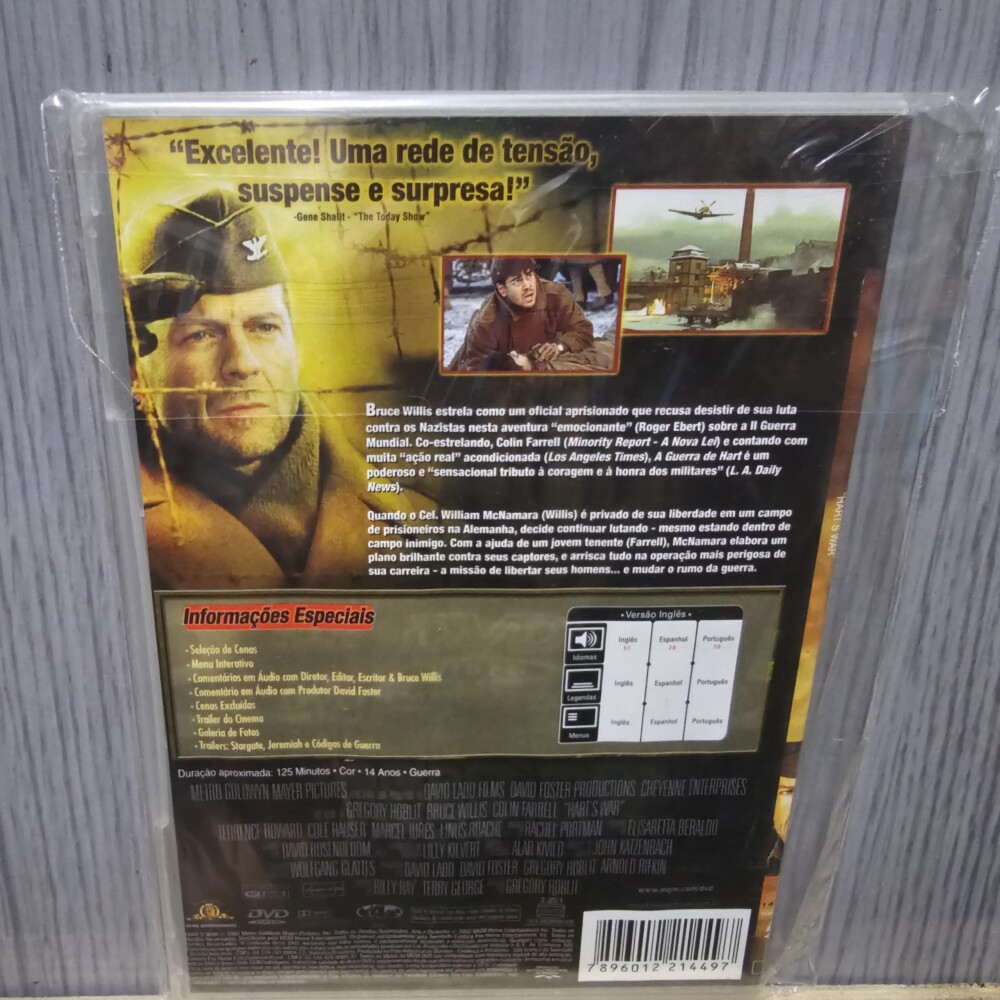 “Excelente! Uma rede de tensão,
suspense e surpresa!”
-Gene Shalit - “The Today Show”
Bruce Willis estrela como um oficial aprisionado que recusa desistir de sua luta
contra os Nazistas nesta aventura “emocionante” (Roger Ebert) sobre a II Guerra
Mundial. Co-estrelando, Colin Farrell (Minority Report - A Nova Lei) e contando com
muita “ação real” acondicionada (Los Angeles Times), A Guerra de Hart é um
poderoso e “sensacional tributo à coragem e à honra dos militares” (L. A. Daily
News).
Quando o Cel. William McNamara (Willis) é privado de sua liberdade em um campo
de prisioneiros na Alemanha, decide continuar lutando - mesmo estando dentro de
campo inimigo. Com a ajuda de um jovem tenente (Farrell), McNamara elabora um
plano brilhante contra seus captores, e arrisca tudo na operação mais perigosa de
sua carreira - a missão de libertar seus homens... e mudar o rumo da guerra.
"HART'S WAR"
Informações Especiais
• Seleção de Cenas
• Menu Interativo
• Comentários em Áudio com Diretor, Editor, Escritor & Bruce Willis
• Comentário em Áudio com Produtor David Foster
• Cenas Excluídas
• Trailer do Cinema
• Galeria de Fotos
• Trailers: Stargate, Jeremiah e Códigos de Guerra
• Versão Inglês •
Idiomas Inglês 5.1 Espanhol 2.0 Português
Legendas Inglês Espanhol Português
Menus Inglês Espanhol Português
Duração aproximada: 125 Minutos • Cor • 14 Anos • Guerra
METRO GOLDWYN MAYER PICTURES DAVID LADD FILMS DAVID FOSTER PRODUCTIONS CHEYENNE ENTERPRISES
GREGORY HOBLIT BRUCE WILLIS COLIN FARRELL "HART'S WAR"
TERRENCE HOWARD COLE HAUSER MARCEL IURES LINUS ROACHE RACHEL PORTMAN ELISABETTA BERALDO
DAVID ROSENBLOOM LILLY KILVERT ALAR KIVILO JOHN KATZENBACH
WOLFGANG GLATTES DAVID LADD DAVID FOSTER GREGORY HOBLIT ARNOLD RIFKIN
BILLY RAY TERRY GEORGE GREGORY HOBLIT
www.mgm.com/dvd
DVD
7 896012 214497